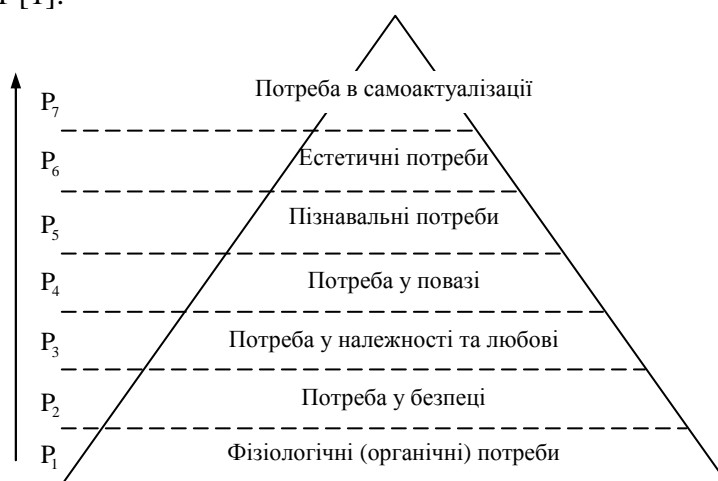 [1].
P7 Потреба в самоактуалізації
P6 Естетичні потреби
P5 Пізнавальні потреби
P4 Потреба у повазі
P3 Потреба у належності та любові
P2 Потреба у безпеці
P1 Фізіологічні (органічні) потреби